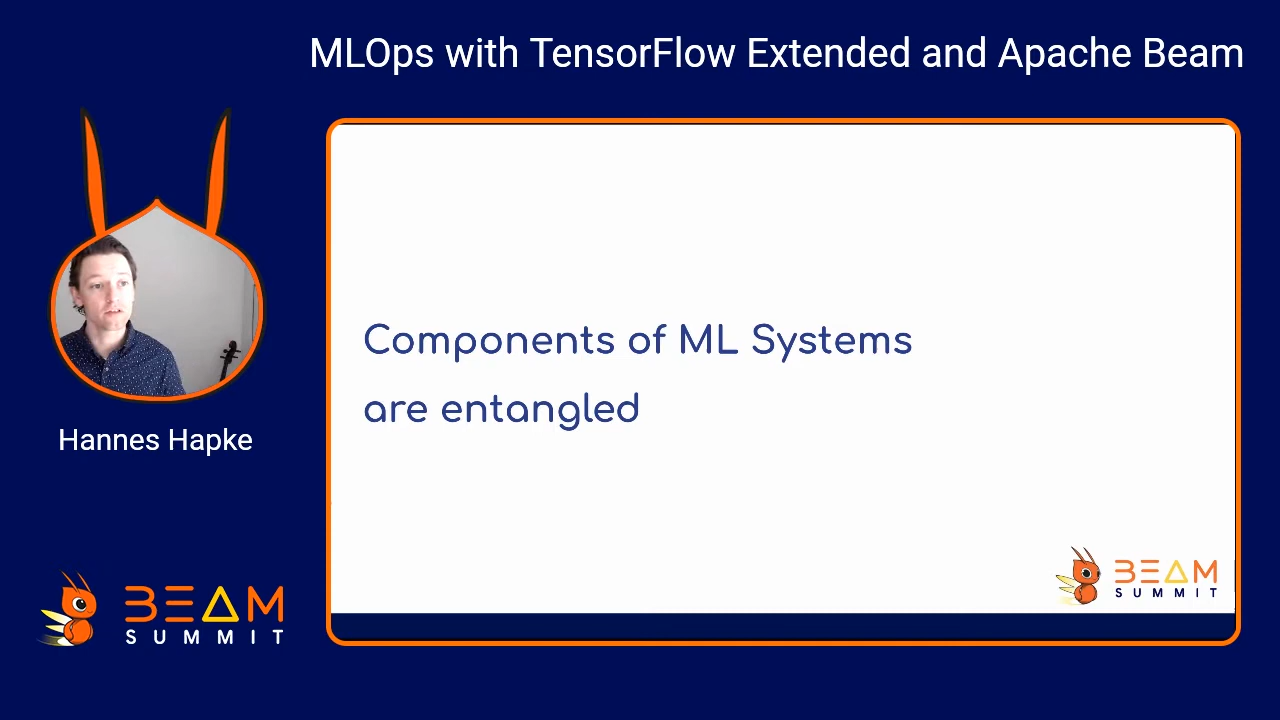 MLOps with TensorFlow Extended and Apache Beam
Components of ML Systems
are entangled
Hannes Hapke
BEAM
SUMMIT
BEAM
SUMMIT